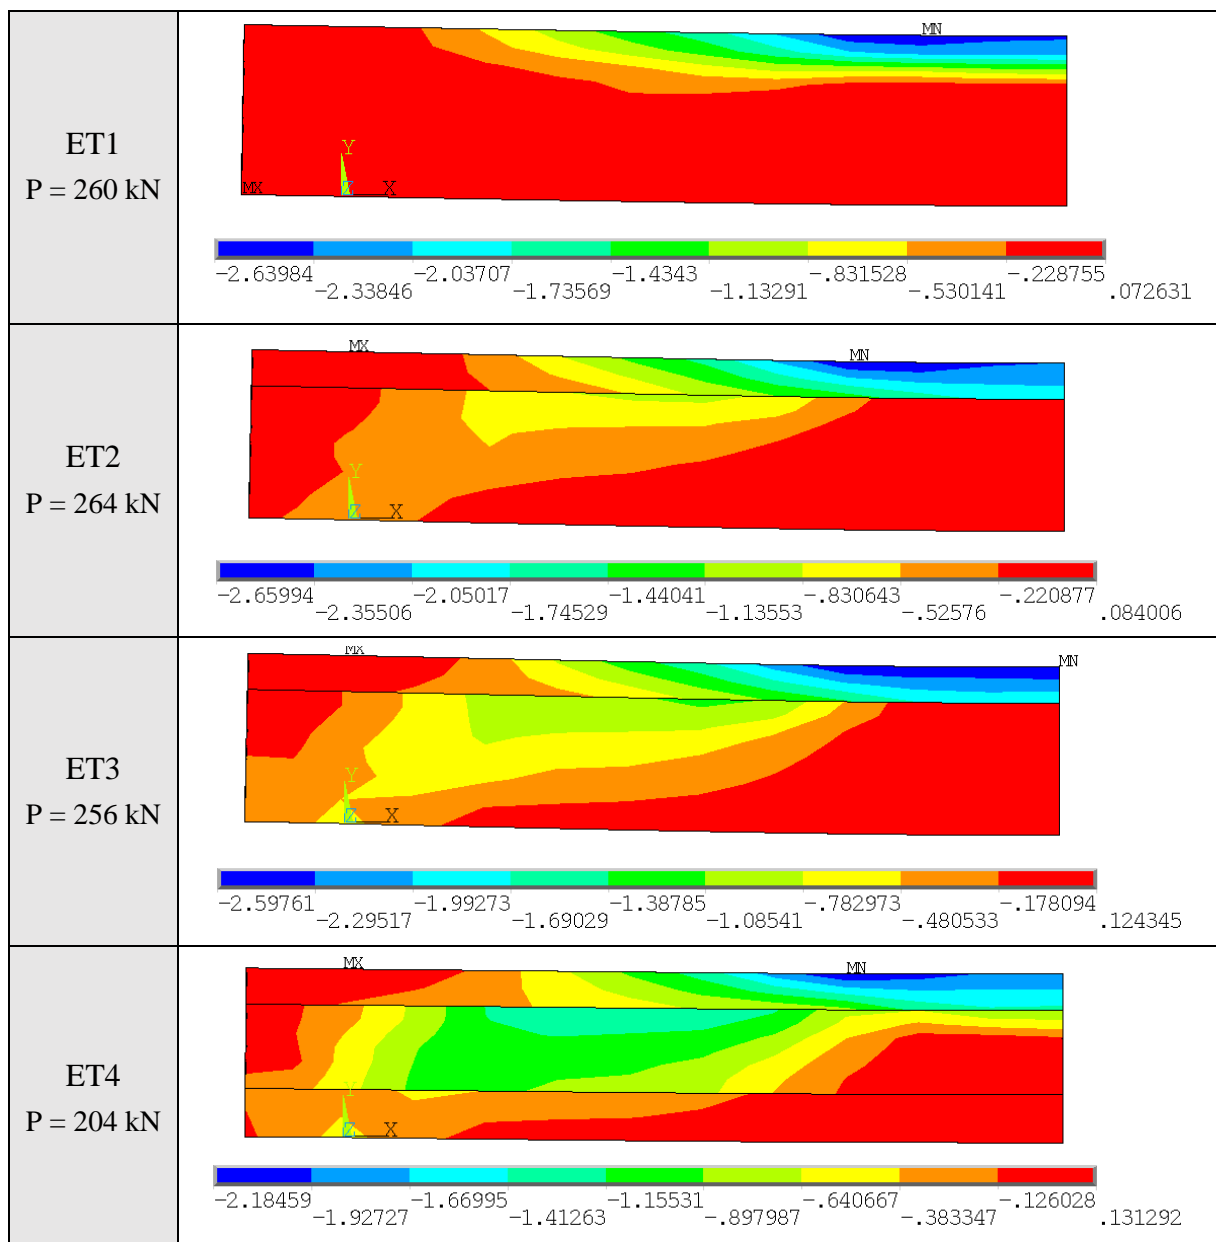 ET1
P = 260 kN
MN
Y
MX Z X
-2.63984 -2.03707 -1.4343 -.831528 -.228755
-2.33846 -1.73569 -1.13291 -.530141 .072631
ET2
P = 264 kN
MX MN
Y
Z X
-2.65994 -2.05017 -1.44041 -.830643 -.220877
-2.35506 -1.74529 -1.13553 -.52576 .084006
ET3
P = 256 kN
MX MN
Y
Z X
-2.59761 -1.99273 -1.38785 -.782973 -.178094
-2.29517 -1.69029 -1.08541 -.480533 .124345
ET4
P = 204 kN
MX MN
Y
Z X
-2.18459 -1.66995 -1.15531 -.640667 -.126028
-1.92727 -1.41263 -.897987 -.383347 .131292